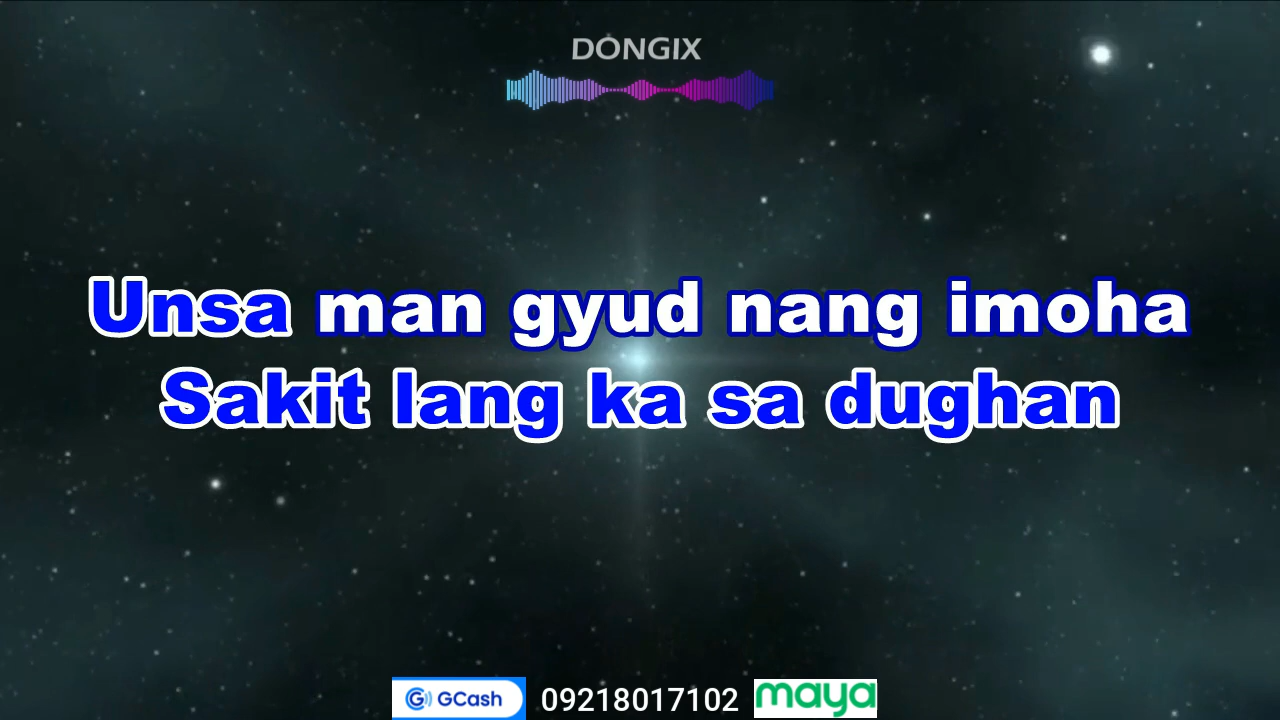 DONGIX
Unsa man gyud nang imoha
Sakit lang ka sa dughan
GCash 09218017102 maya